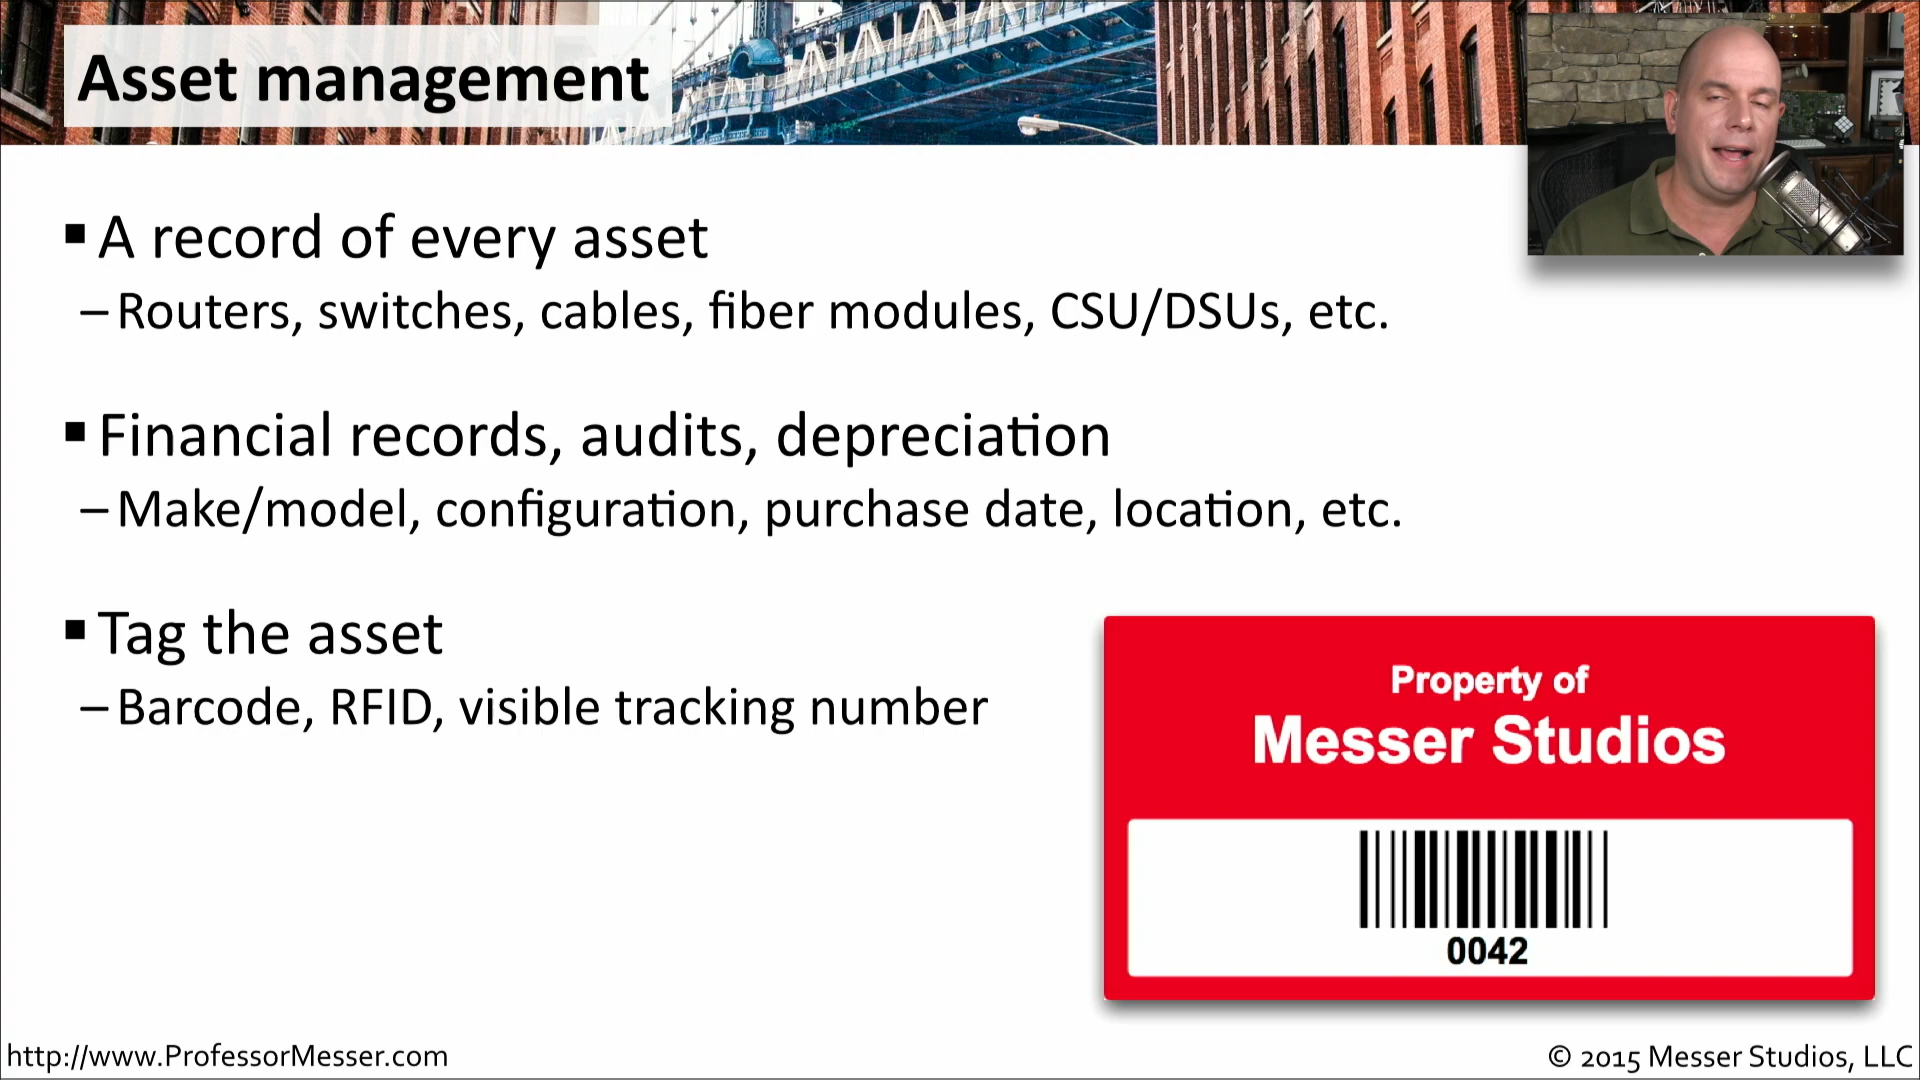 Asset management
▪ A record of every asset
– Routers, switches, cables, fiber modules, CSU/DSUs, etc.
▪ Financial records, audits, depreciation
– Make/model, configuration, purchase date, location, etc.
▪ Tag the asset
– Barcode, RFID, visible tracking number
Property of
Messer Studios
0042
http://www.ProfessorMesser.com
© 2015 Messer Studios, LLC